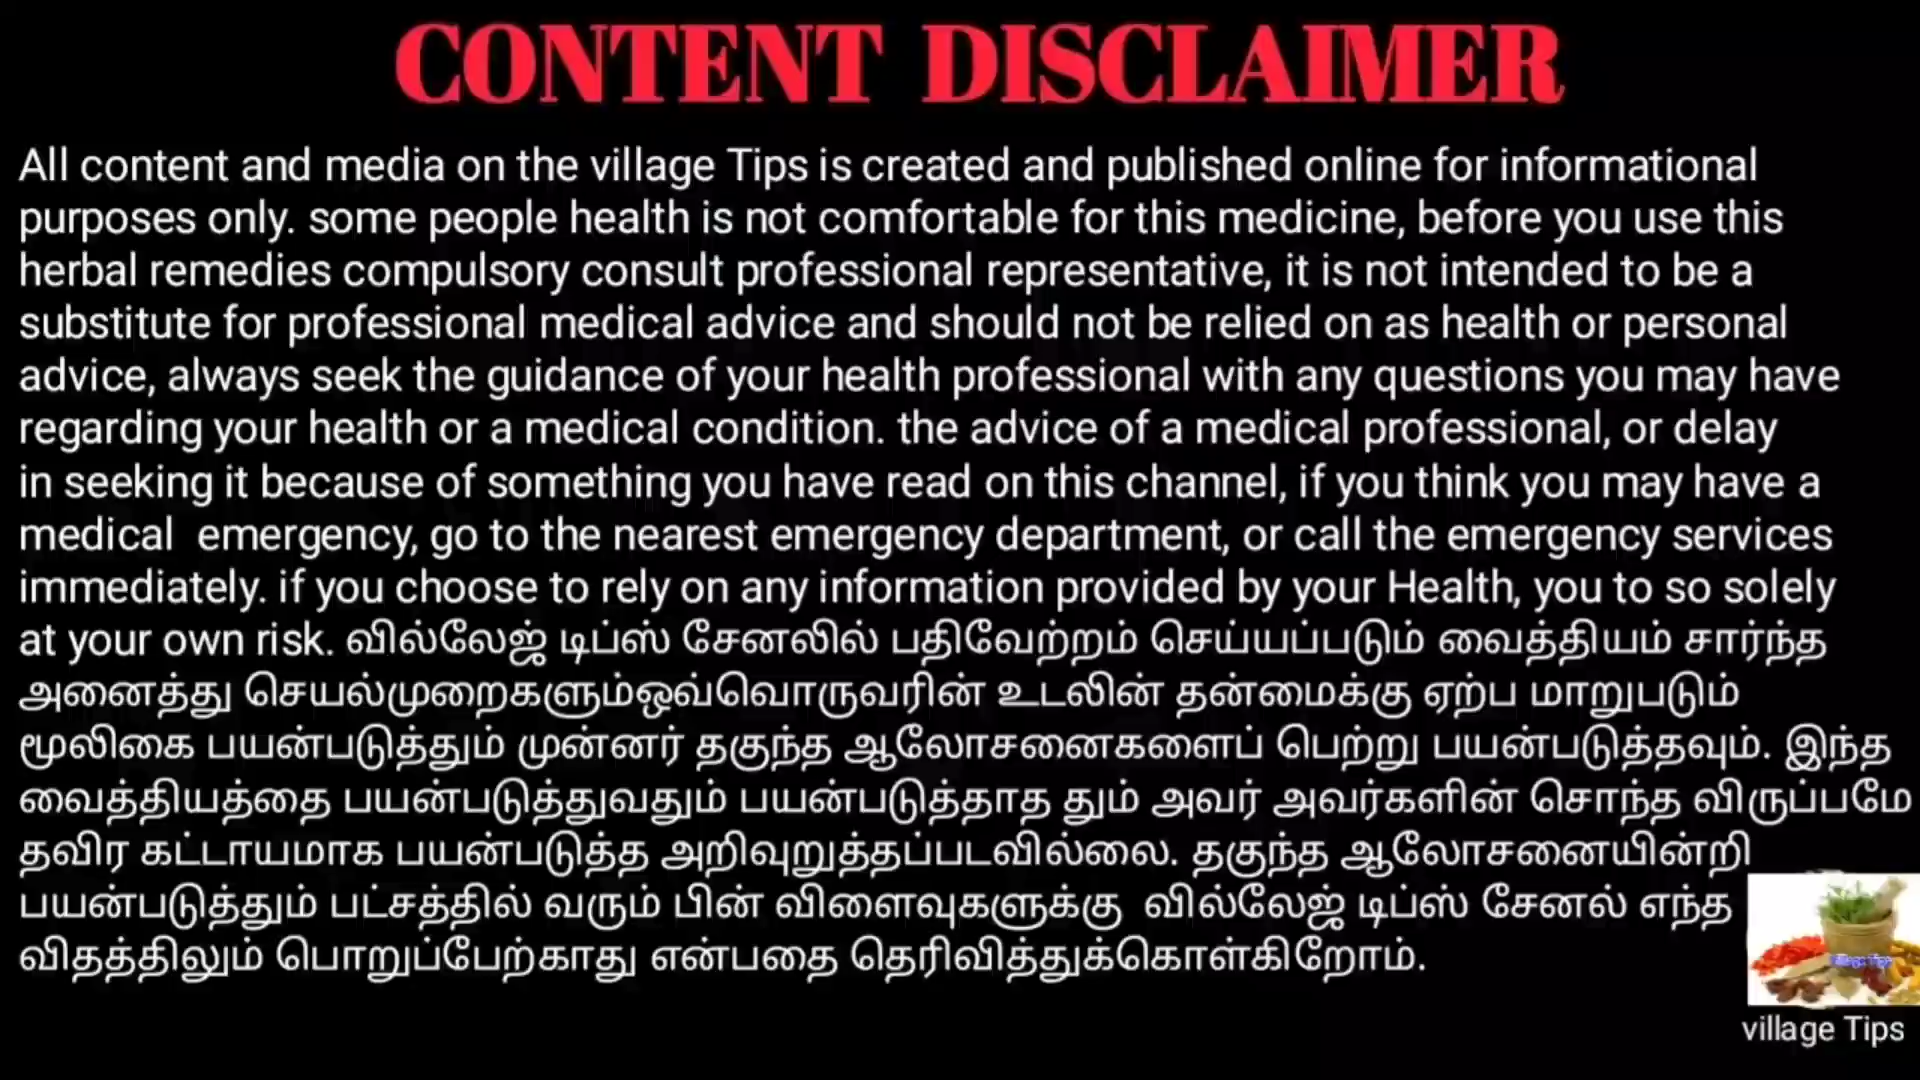 CONTENT DISCLAIMER
All content and media on the village Tips is created and published online for informational
purposes only. some people health is not comfortable for this medicine, before you use this
herbal remedies compulsory consult professional representative, it is not intended to be a
substitute for professional medical advice and should not be relied on as health or personal
advice, always seek the guidance of your health professional with any questions you may have
regarding your health or a medical condition. the advice of a medical professional, or delay
in seeking it because of something you have read on this channel, if you think you may have a
medical  emergency, go to the nearest emergency department, or call the emergency services
immediately. if you choose to rely on any information provided by your Health, you to so solely
at your own risk. வில்லேஜ் டிப்ஸ் சேனலில் பதிவேற்றம் செய்யப்படும் வைத்தியம் சார்ந்த
அனைத்து செயல்முறைகளும்ஒவ்வொருவரின் உடலின் தன்மைக்கு ஏற்ப மாறுபடும்
மூலிகை பயன்படுத்தும் முன்னர் தகுந்த ஆலோசனைகளைப் பெற்று பயன்படுத்தவும். இந்த
வைத்தியத்தை பயன்படுத்துவதும் பயன்படுத்தாத தும் அவர் அவர்களின் சொந்த விருப்பமே
தவிர கட்டாயமாக பயன்படுத்த அறிவுறுத்தப்படவில்லை. தகுந்த ஆலோசனையின்றி
பயன்படுத்தும் பட்சத்தில் வரும் பின் விளைவுகளுக்கு  வில்லேஜ் டிப்ஸ் சேனல் எந்த
விதத்திலும் பொறுப்பேற்காது என்பதை தெரிவித்துக்கொள்கிறோம்.
village Tips